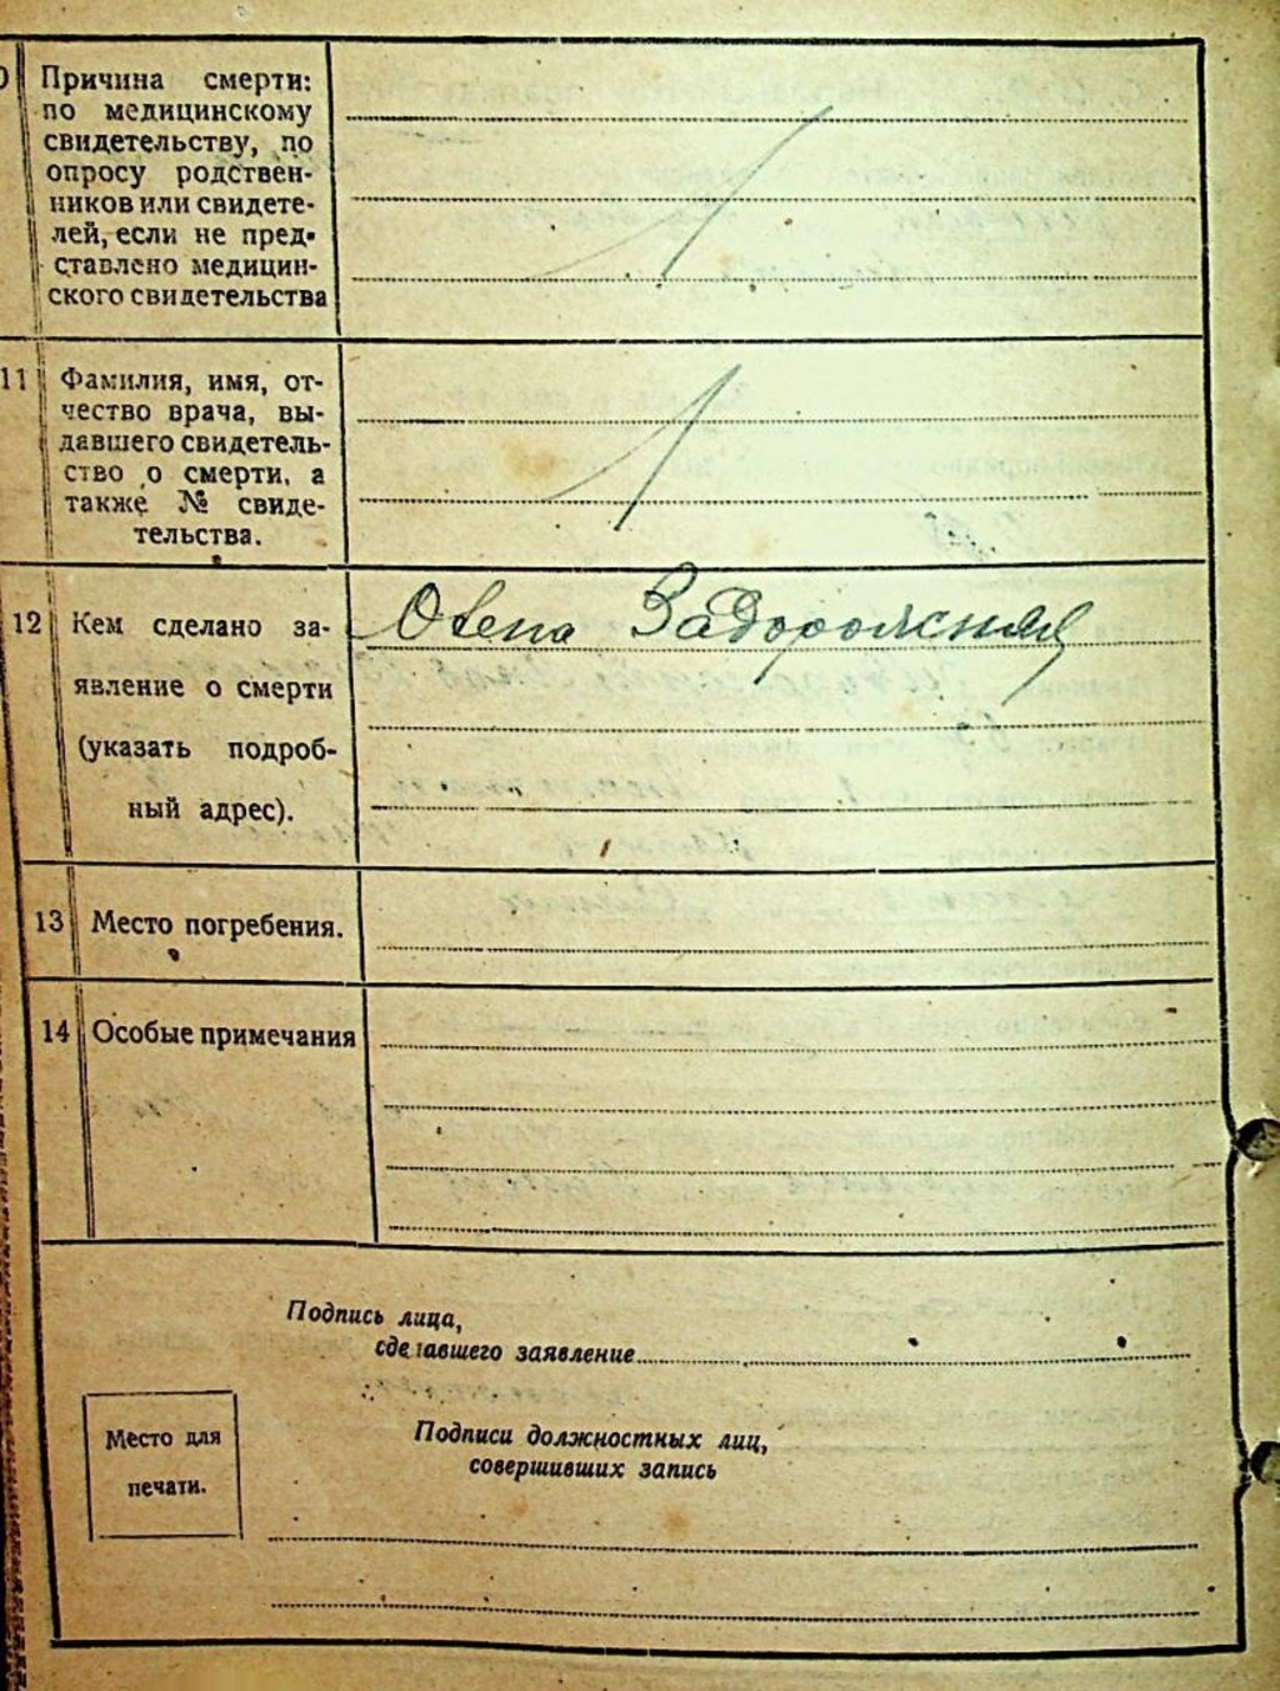 Причина смерти:
по медицинскому
свидетельству, по
опросу родствен-
ников или свидете-
лей, если не пред-
ставлено медицин-
ского свидетельства
11 Фамилия, имя, от-
чество врача, вы-
давшего свидетель-
ство о смерти, а
также № свиде-
тельства.
12 Кем сделано за-
явление о смерти
(указать подроб-
ный адрес).
Задорожная
13 Место погребения.
14 Особые примечания
Подпись лица,
сделавшего заявление
Место для
печати.
Подписи должностных лиц,
совершивших запись